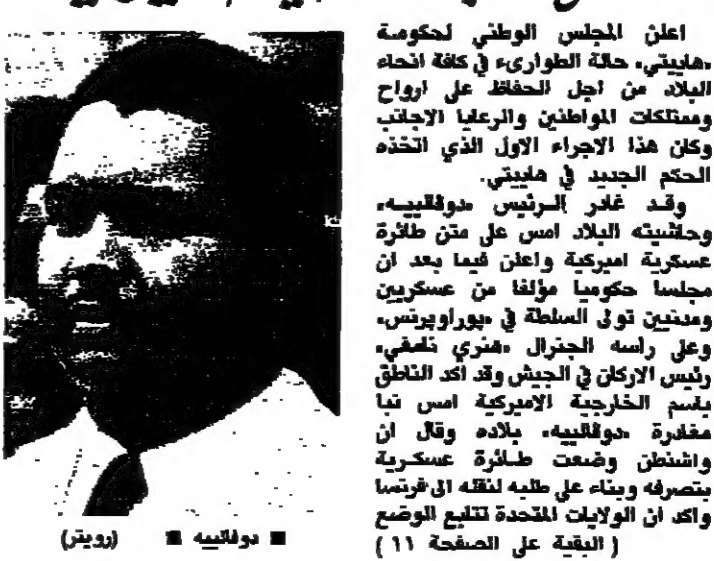 اعلن المجلس الوطني لحكومة
«هاييتي» حالة الطوارىء في كافة انحاء
البلاد من اجل الحفاظ على ارواح
وممتلكات المواطنين والرعايا الاجانب
وكان هذا الاجراء الاول الذي اتخذه
الحكم الجديد في هاييتي.
وقد غادر الرئيس «دوفالييه»
وحاشيته البلاد امس على متن طائرة
عسكرية اميركية واعلن فيما بعد ان
مجلسا حكوميا مؤلفا من عسكريين
ومدنيين تولى السلطة في «بوراوبرنس»
وعلى راسه الجنرال «هنري نامفي»
رئيس الاركان في الجيش وقد اكد الناطق
باسم الخارجية الاميركية امس نبا
مغادرة «دوفالييه» بلاده وقال ان
واشنطن وضعت طائرة عسكرية
بتصرفه وبناء على طلبه لنقله الى فرنسا
واكد ان الولايات المتحدة تتابع الوضع
( البقية على الصفحة ١١ )
■ دوفالييه ■ (رويتر)